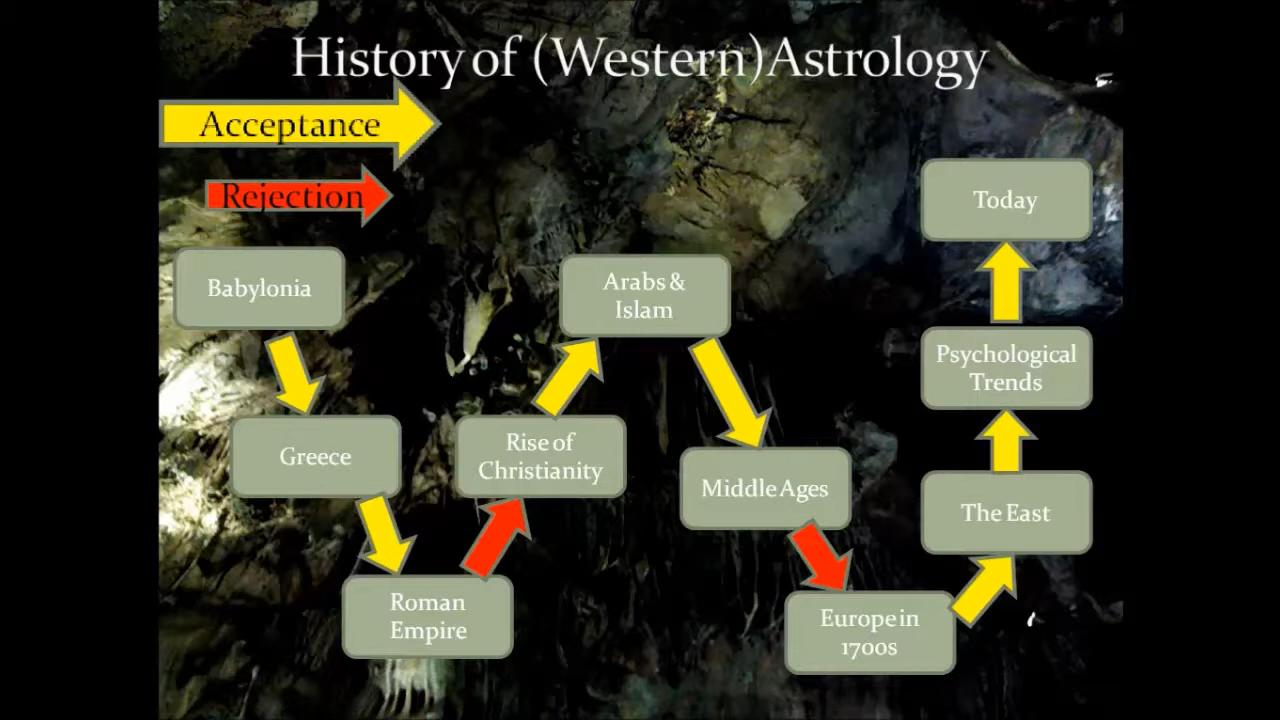 History of (Western) Astrology
Acceptance
Rejection
Babylonia
Greece
Roman
Empire
Rise of
Christianity
Arabs &
Islam
Middle Ages
Europe in
1700s
The East
Psychological
Trends
Today